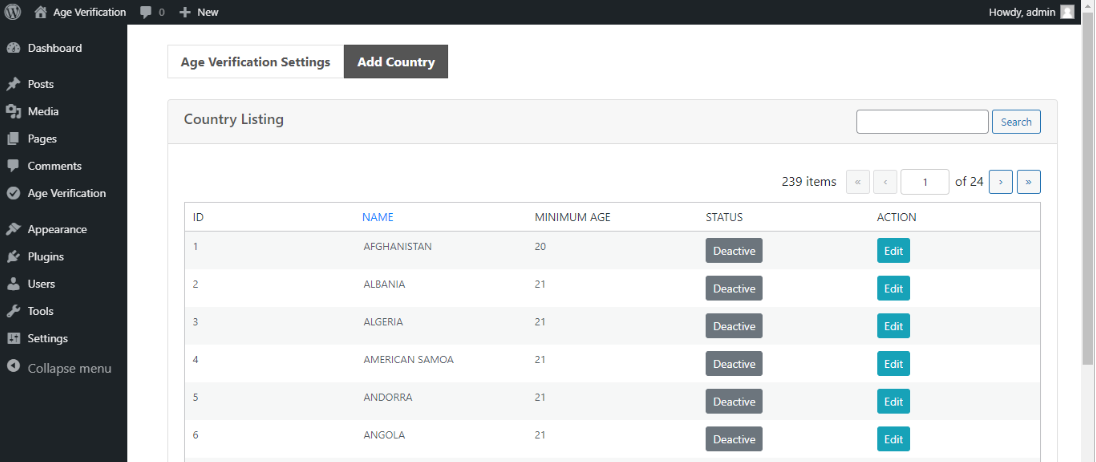 Age Verification 0 New Howdy, admin
Dashboard
Posts
Media
Pages
Comments
Age Verification
Appearance
Plugins
Users
Tools
Settings
Collapse menu
Age Verification Settings Add Country
Country Listing Search
239 items « ‹ 1 of 24 › »
ID NAME MINIMUM AGE STATUS ACTION
1 AFGHANISTAN 20 Deactive Edit
2 ALBANIA 21 Deactive Edit
3 ALGERIA 21 Deactive Edit
4 AMERICAN SAMOA 21 Deactive Edit
5 ANDORRA 21 Deactive Edit
6 ANGOLA 21 Deactive Edit